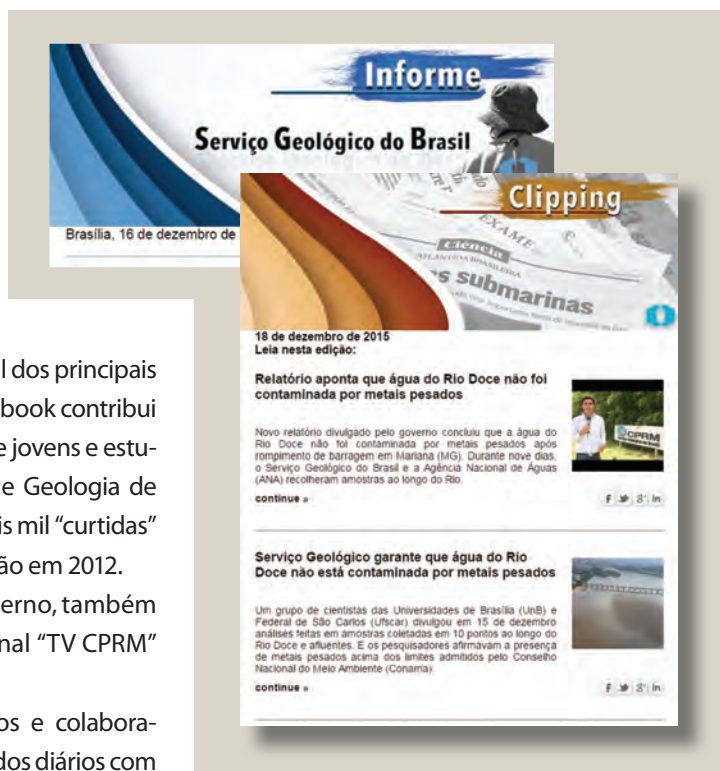 Informe
Serviço Geológico do Brasil
Brasília, 16 de dezembro de
Clipping
EXAME
Ciência
submarinas
18 de dezembro de 2015
Leia nesta edição:
Relatório aponta que água do Rio Doce não foi
contaminada por metais pesados
Novo relatório divulgado pelo governo concluiu que a água do
Rio Doce não foi contaminada por metais pesados após
rompimento de barragem em Mariana (MG). Durante nove dias,
o Serviço Geológico do Brasil e a Agência Nacional de Águas
(ANA) recolheram amostras ao longo do Rio.
CPRM
continue »
Serviço Geológico garante que água do Rio
Doce não está contaminada por metais pesados
Um grupo de cientistas das Universidades de Brasília (UnB) e
Federal de São Carlos (Ufscar) divulgou em 15 de dezembro
análises feitas em amostras coletadas em 10 pontos ao longo do
Rio Doce e afluentes. E os pesquisadores afirmavam a presença
de metais pesados acima dos limites admitidos pelo Conselho
Nacional do Meio Ambiente (Conama).
continue »
l dos principais
book contribui
e jovens e estu-
e Geologia de
is mil “curtidas”
ão em 2012.
erno, também
nal “TV CPRM”
os e colabora-
dos diários com